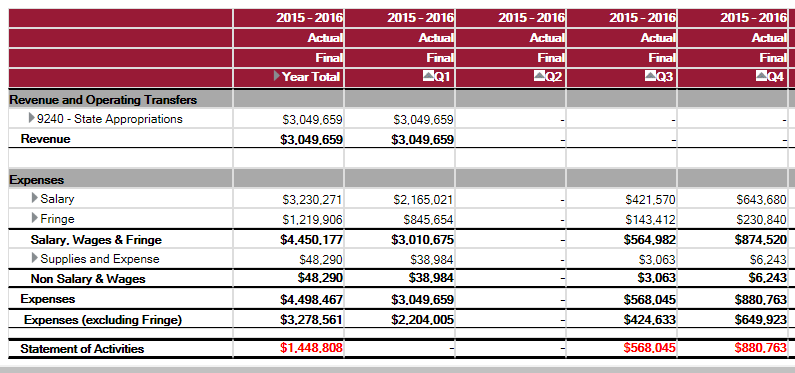 2015 - 2016 2015 - 2016 2015 - 2016 2015 - 2016 2015 - 2016
Actual Actual Actual Actual Actual
Final Final Final Final Final
Year Total Q1 Q2 Q3 Q4
Revenue and Operating Transfers
9240 - State Appropriations $3,049,659 $3,049,659 - - -
Revenue $3,049,659 $3,049,659 - - -
Expenses
Salary $3,230,271 $2,165,021 - $421,570 $643,680
Fringe $1,219,906 $845,654 - $143,412 $230,840
Salary, Wages & Fringe $4,450,177 $3,010,675 - $564,982 $874,520
Supplies and Expense $48,290 $38,984 - $3,063 $6,243
Non Salary & Wages $48,290 $38,984 - $3,063 $6,243
Expenses $4,498,467 $3,049,659 - $568,045 $880,763
Expenses (excluding Fringe) $3,278,561 $2,204,005 - $424,633 $649,923
Statement of Activities $1,448,808 - - $568,045 $880,763